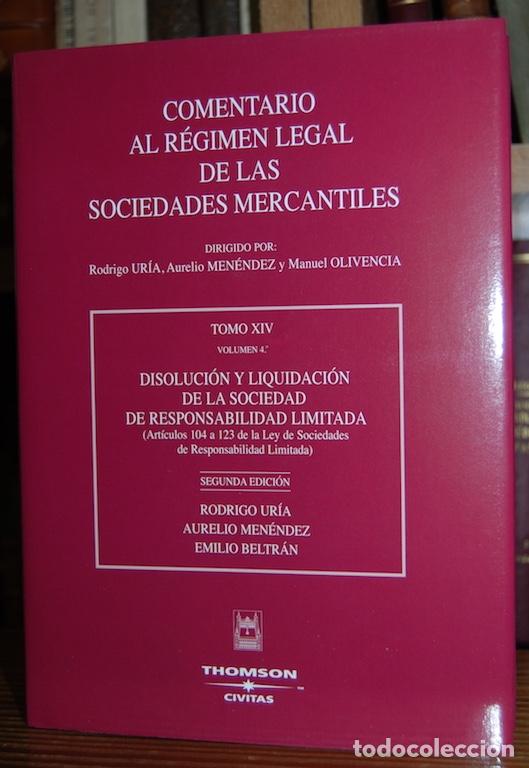 COMENTARIO
AL RÉGIMEN LEGAL
DE LAS
SOCIEDADES MERCANTILES
DIRIGIDO POR:
Rodrigo URÍA, Aurelio MENÉNDEZ y Manuel OLIVENCIA
TOMO XIV
VOLUMEN 4.º
DISOLUCIÓN Y LIQUIDACIÓN
DE LA SOCIEDAD
DE RESPONSABILIDAD LIMITADA
(Artículos 104 a 123 de la Ley de Sociedades
de Responsabilidad Limitada)
SEGUNDA EDICIÓN
RODRIGO URÍA
AURELIO MENÉNDEZ
EMILIO BELTRÁN
THOMSON
CIVITAS
todocoleccion